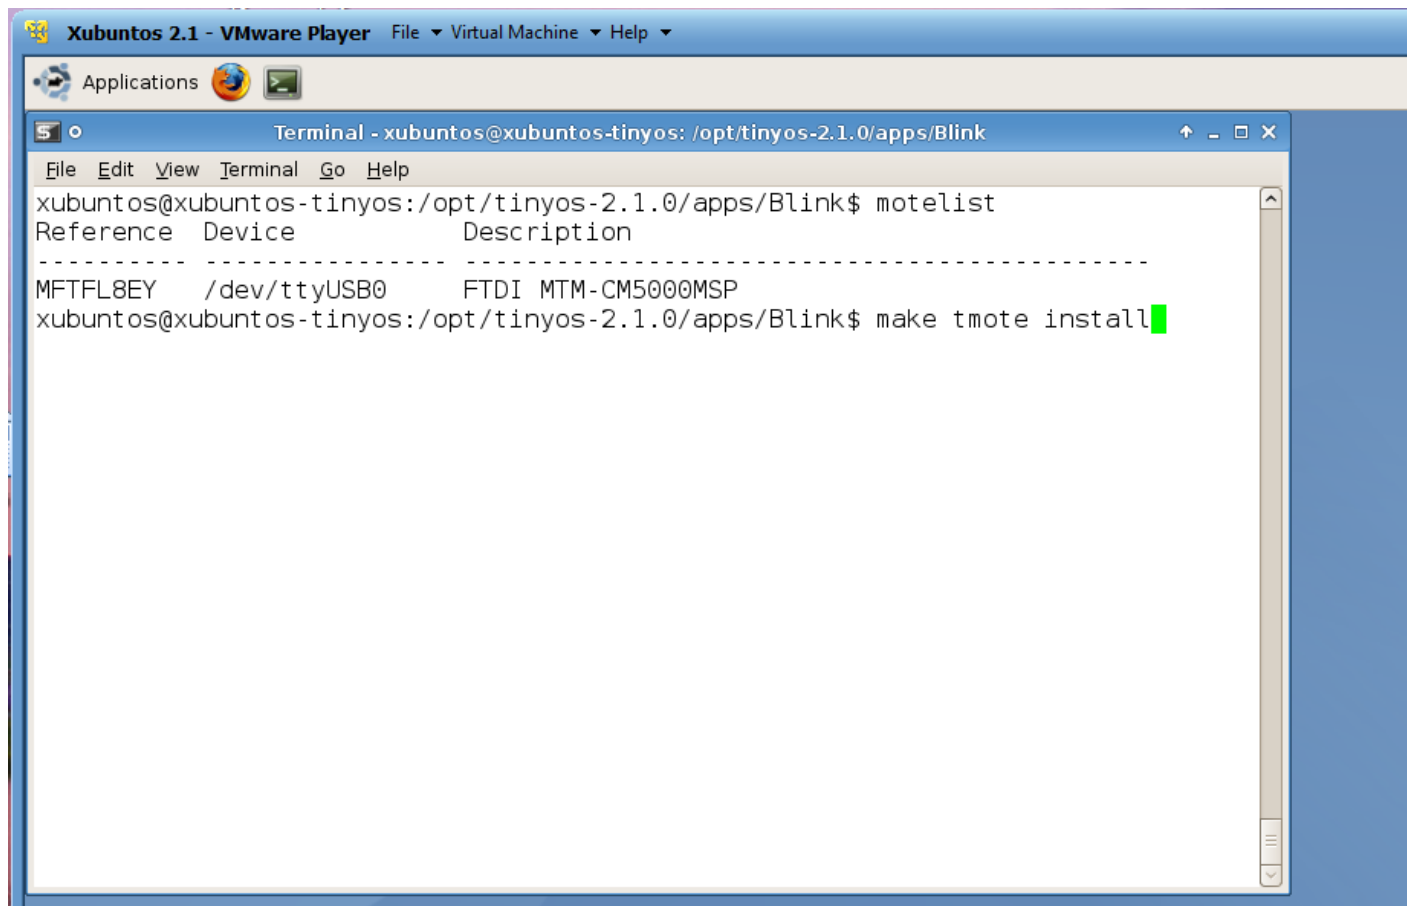 Xubuntos 2.1 - VMware Player File Virtual Machine Help
Applications
Terminal - xubuntos@xubuntos-tinyos: /opt/tinyos-2.1.0/apps/Blink
File Edit View Terminal Go Help
xubuntos@xubuntos-tinyos:/opt/tinyos-2.1.0/apps/Blink$ motelist
Reference Device Description
---------- ---------------- ---------------------------------------------
MFTFL8EY /dev/ttyUSB0 FTDI MTM-CM5000MSP
xubuntos@xubuntos-tinyos:/opt/tinyos-2.1.0/apps/Blink$ make tmote install